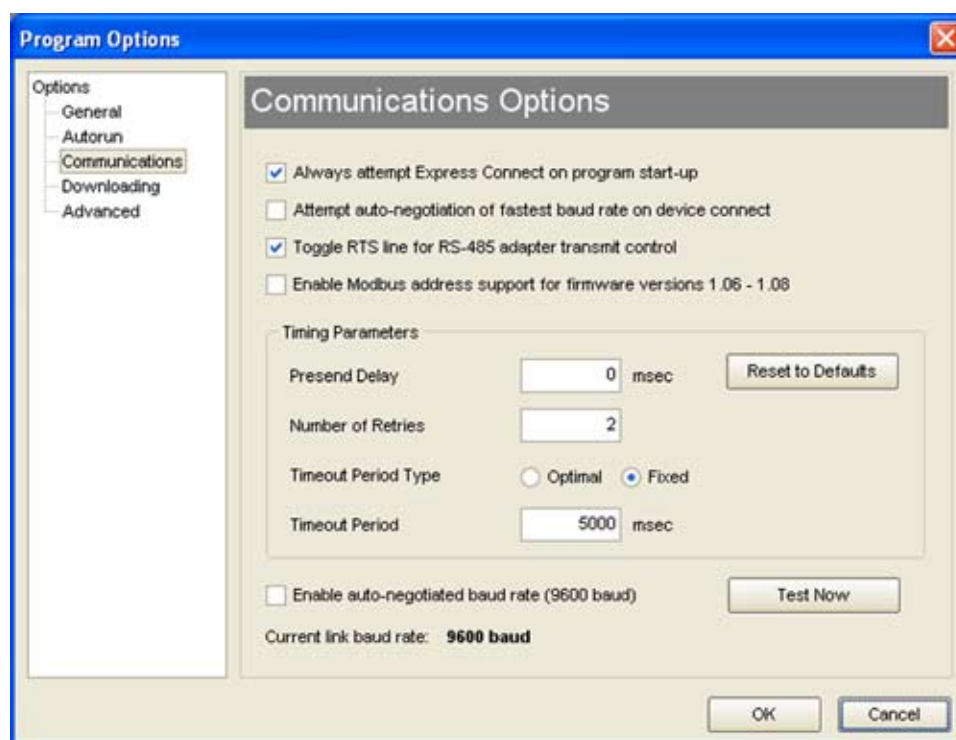 Program Options
Options
General
Autorun
Communications
Downloading
Advanced
Communications Options
Always attempt Express Connect on program start-up
Attempt auto-negotiation of fastest baud rate on device connect
Toggle RTS line for RS-485 adapter transmit control
Enable Modbus address support for firmware versions 1.06 - 1.08
Timing Parameters
Presend Delay 0 msec Reset to Defaults
Number of Retries 2
Timeout Period Type Optimal Fixed
Timeout Period 5000 msec
Enable auto-negotiated baud rate (9600 baud) Test Now
Current link baud rate: 9600 baud
OK Cancel